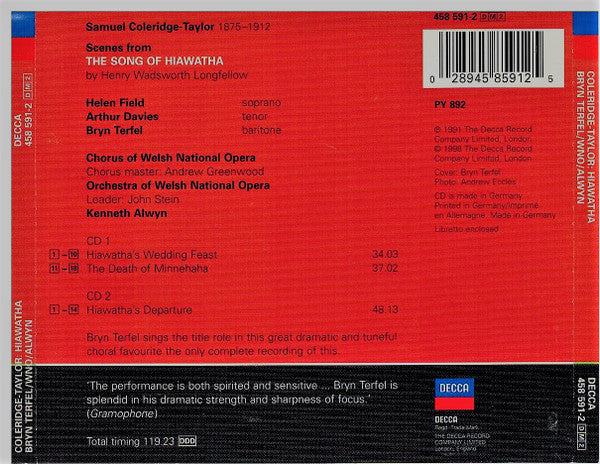 COLERIDGE-TAYLOR: HIAWATHA
BRYN TERFEL/WNO/ALWYN
DECCA
458 591-2 D M 2
Samuel Coleridge-Taylor 1875–1912
Scenes from
THE SONG OF HIAWATHA
by Henry Wadsworth Longfellow
Helen Field soprano
Arthur Davies tenor
Bryn Terfel baritone
Chorus of Welsh National Opera
Chorus master: Andrew Greenwood
Orchestra of Welsh National Opera
Leader: John Stein
Kenneth Alwyn
CD 1
1 – 10 Hiawatha's Wedding Feast 34.03
11 – 18 The Death of Minnehaha 37.02
CD 2
1 – 14 Hiawatha's Departure 48.13
Bryn Terfel sings the title role in this great dramatic and tuneful
choral favourite the only complete recording of this.
'The performance is both spirited and sensitive ... Bryn Terfel is
splendid in his dramatic strength and sharpness of focus.'
(Gramophone)
Total timing 119.23 DDD
458 591-2 D M 2
0 28945 85912 5
PY 892
℗ 1991 The Decca Record
Company Limited, London
© 1998 The Decca Record
Company Limited, London
Cover: Bryn Terfel
Photo: Andrew Eccles
CD is made in Germany
Printed in Germany/Imprimé
en Allemagne. Made in Germany
Libretto enclosed
DECCA
DECCA
Regd. Trade Mark
THE DECCA RECORD
COMPANY LIMITED
London, England
COLERIDGE-TAYLOR: HIAWATHA
BRYN TERFEL/WNO/ALWYN
DECCA
458 591-2 D M 2